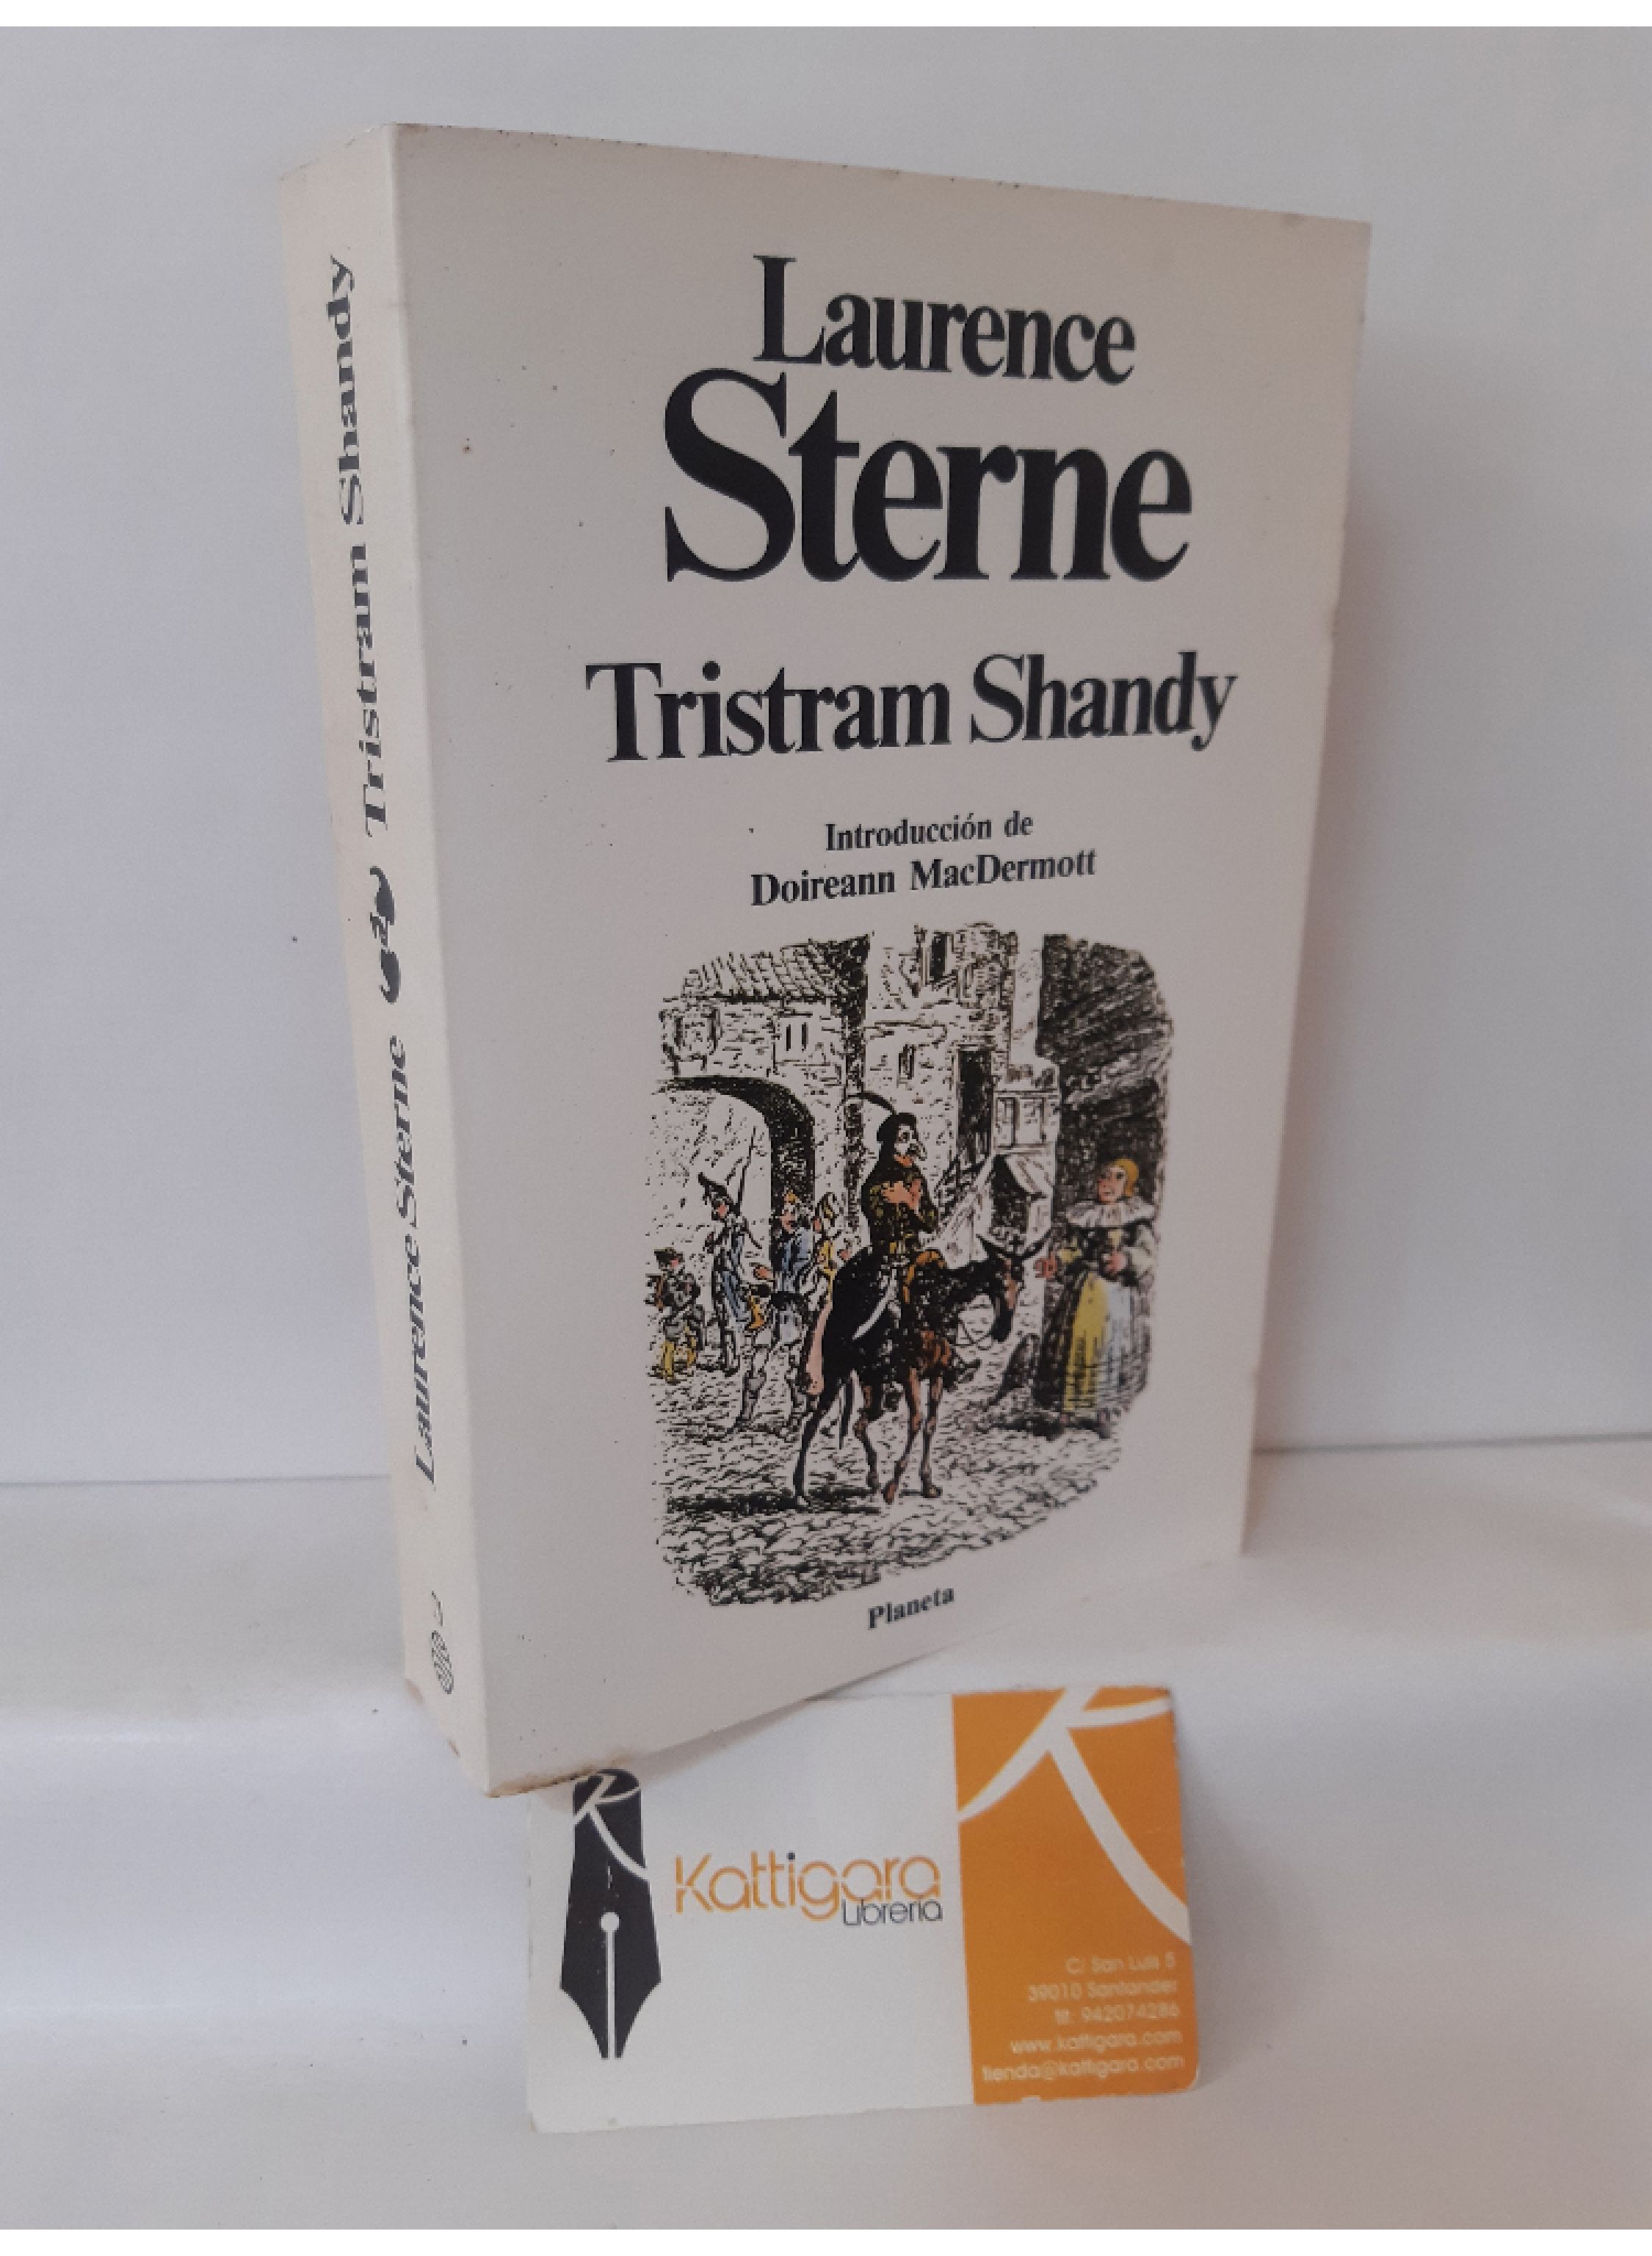 Laurence
Sterne
Tristram Shandy
Introducción de
Doireann MacDermott
Planeta
Laurence Sterne Tristram Shandy
Kattigara
Librería
C/ San Luis 5
39010 Santander
tlf: 942074286
www.kattigara.com
tienda@kattigara.com